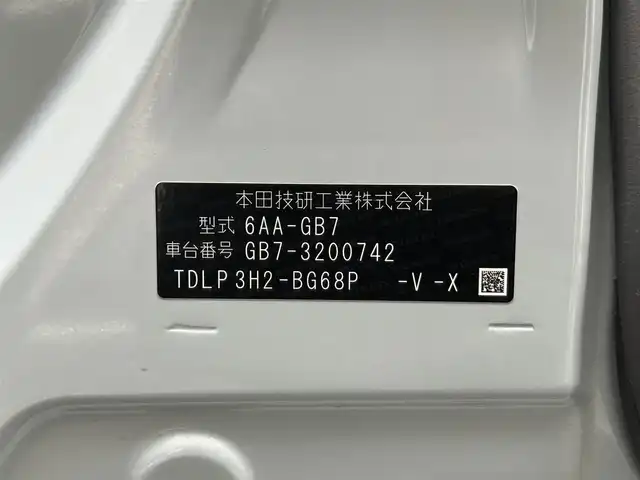 本田技研工業株式会社
型式 6AA-GB7
車台番号 GB7-3200742
TDLP3H2-BG68P -V -X